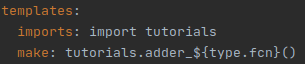 templates:
  imports: import tutorials
  make: tutorials.adder_${type.fcn}()